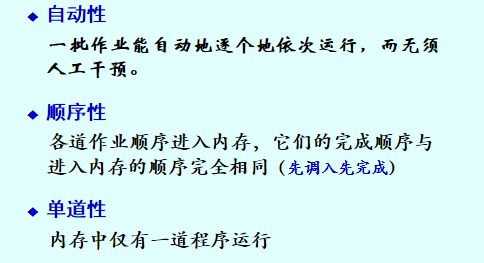 ◆ 自动性
一批作业能自动地逐个地依次运行，而无须
人工干预。
◆ 顺序性
各道作业顺序进入内存，它们的完成顺序与
进入内存的顺序完全相同（先调入先完成）
◆ 单道性
内存中仅有一道程序运行